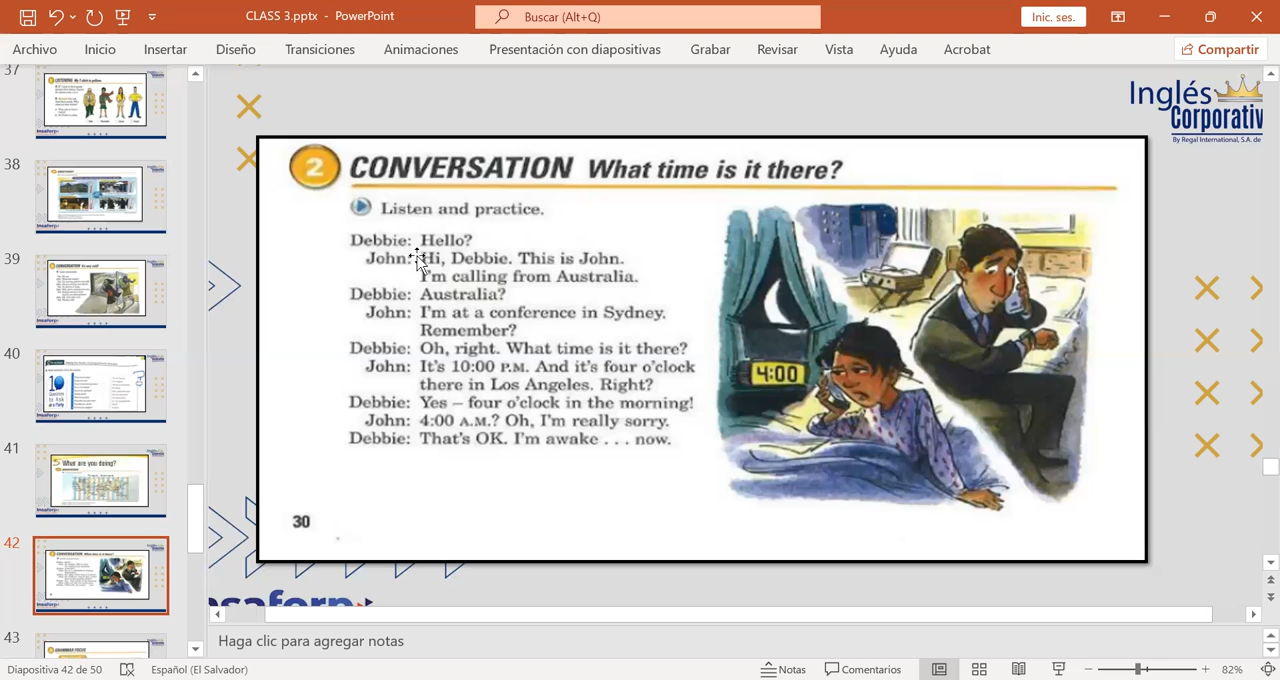 CLASS 3.pptx - PowerPoint
Buscar (Alt+Q)
Inic. ses.
Archivo Inicio Insertar Diseño Transiciones Animaciones Presentación con diapositivas Grabar Revisar Vista Ayuda Acrobat
Compartir
37
38
39
40
41
What are you doing?
42
43
Inglés
Corporativ
By Regal International, S.A. de
2 CONVERSATION What time is it there?
Listen and practice.
Debbie: Hello?
John: Hi, Debbie. This is John.
I'm calling from Australia.
Debbie: Australia?
John: I'm at a conference in Sydney.
Remember?
Debbie: Oh, right. What time is it there?
John: It's 10:00 P.M. And it's four o'clock
there in Los Angeles. Right?
Debbie: Yes – four o'clock in the morning!
John: 4:00 A.M.? Oh, I'm really sorry.
Debbie: That's OK. I'm awake . . . now.
4:00
30
Haga clic para agregar notas
Diapositiva 42 de 50
Español (El Salvador)
Notas
Comentarios
82%